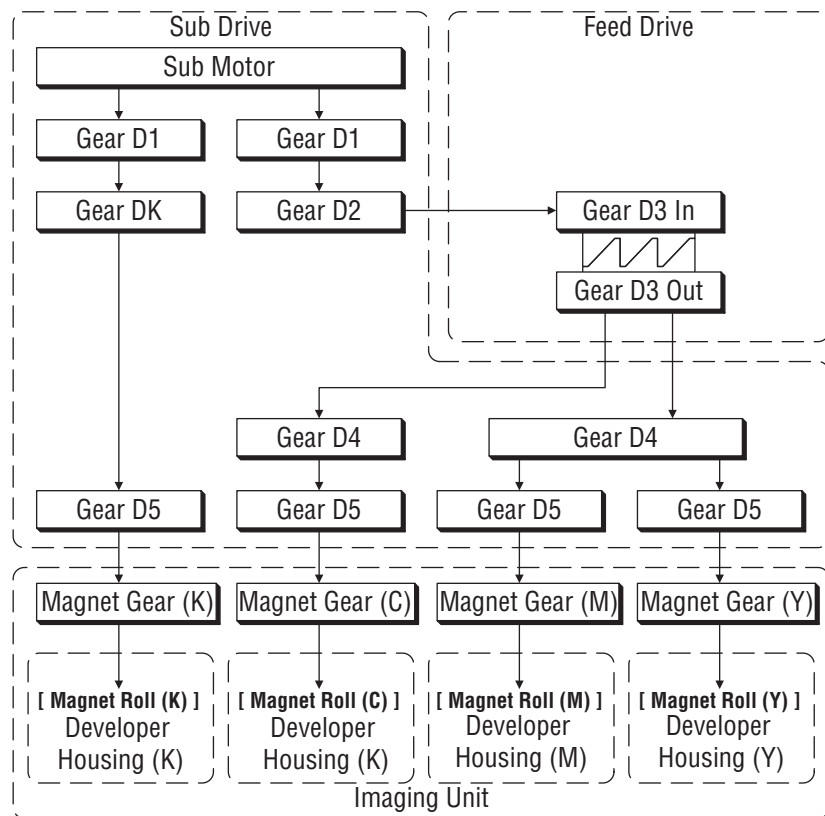 Sub Drive
Feed Drive
Sub Motor
Gear D1
Gear D1
Gear DK
Gear D2
Gear D3 In
Gear D3 Out
Gear D4
Gear D4
Gear D5
Gear D5
Gear D5
Gear D5
Magnet Gear (K)
Magnet Gear (C)
Magnet Gear (M)
Magnet Gear (Y)
[ Magnet Roll (K) ]
Developer
Housing (K)
[ Magnet Roll (C) ]
Developer
Housing (K)
[ Magnet Roll (M) ]
Developer
Housing (M)
[ Magnet Roll (Y) ]
Developer
Housing (Y)
Imaging Unit